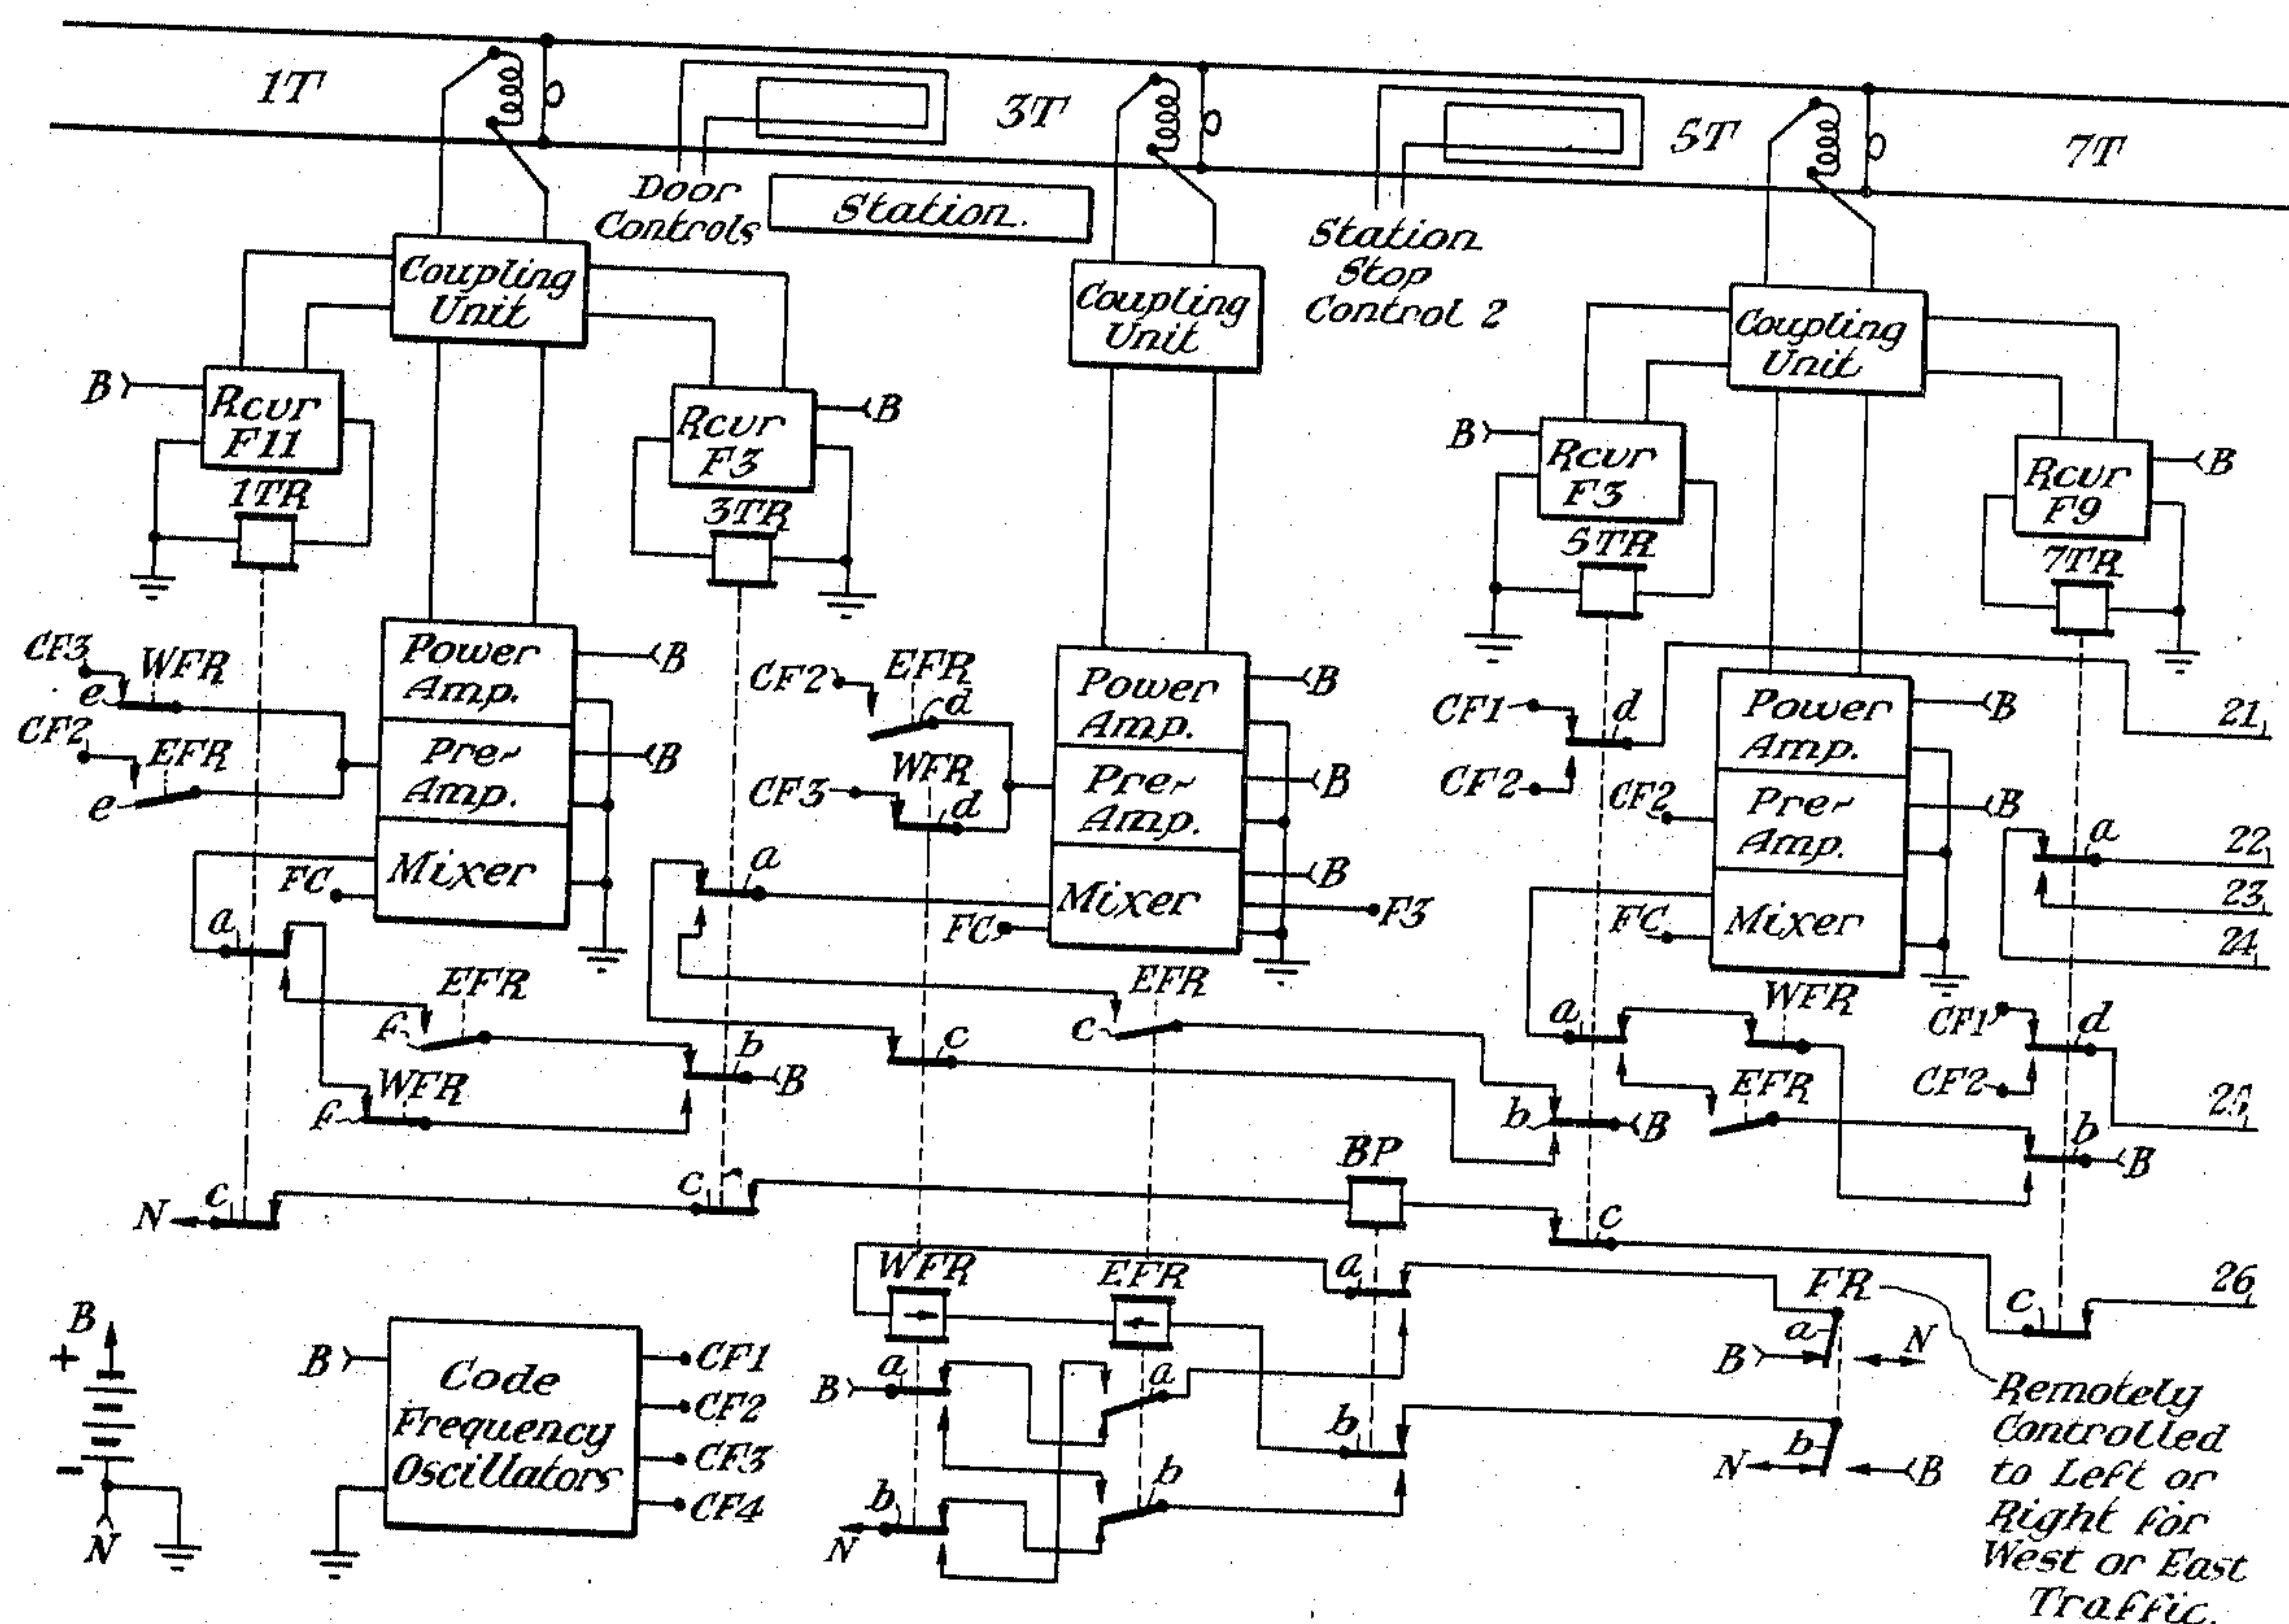 1T
3T
5T
7T
Door
Controls
Station.
Station
Stop
Control 2
Coupling
Unit
Coupling
Unit
Coupling
Unit
B
Rcvr
F11
1TR
Rcvr
F3
B
3TR
B
Rcvr
F3
5TR
Rcvr
F9
B
7TR
CF3
WFR
e
CF2
EFR
e
Power
Amp.
B
Pre-
Amp.
B
Mixer
FC
a
CF2
EFR
d
WFR
CF3
d
a
Power
Amp.
B
Pre-
Amp.
B
Mixer
B
F3
FC
CF1
d
CF2
CF2
Power
Amp.
B
Pre-
Amp.
B
Mixer
FC
21
a
22
23
24
EFR
f
b
B
WFR
f
c
EFR
c
a
WFR
EFR
b
B
CF1
d
CF2
25
b
B
N
c
c
BP
c
26
WFR
EFR
a
FR
a
B
N
c
B
+
-
N
B
Code
Frequency
Oscillators
CF1
CF2
CF3
CF4
B
a
a
b
b
N
b
b
N
B
Remotely
Controlled
to Left or
Right for
West or East
Traffic.